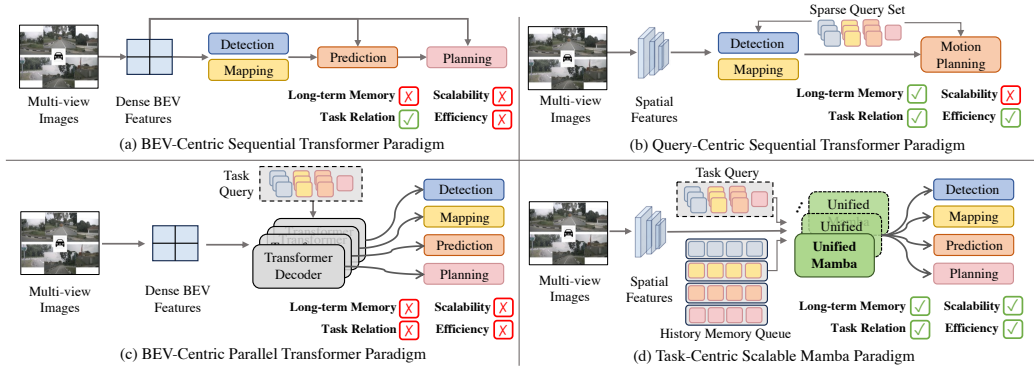 Detection
Mapping
Prediction
Planning
Multi-view
Images
Dense BEV
Features
Long-term Memory
Scalability
Task Relation
Efficiency
(a) BEV-Centric Sequential Transformer Paradigm
Sparse Query Set
Detection
Mapping
Motion
Planning
Multi-view
Images
Spatial
Features
Long-term Memory
Scalability
Task Relation
Efficiency
(b) Query-Centric Sequential Transformer Paradigm
Task
Query
Transformer
Decoder
Detection
Mapping
Prediction
Planning
Multi-view
Images
Dense BEV
Features
Long-term Memory
Scalability
Task Relation
Efficiency
(c) BEV-Centric Parallel Transformer Paradigm
Task Query
Unified
Unified
Unified
Mamba
Detection
Mapping
Prediction
Planning
Multi-view
Images
Spatial
Features
History Memory Queue
Long-term Memory
Scalability
Task Relation
Efficiency
(d) Task-Centric Scalable Mamba Paradigm